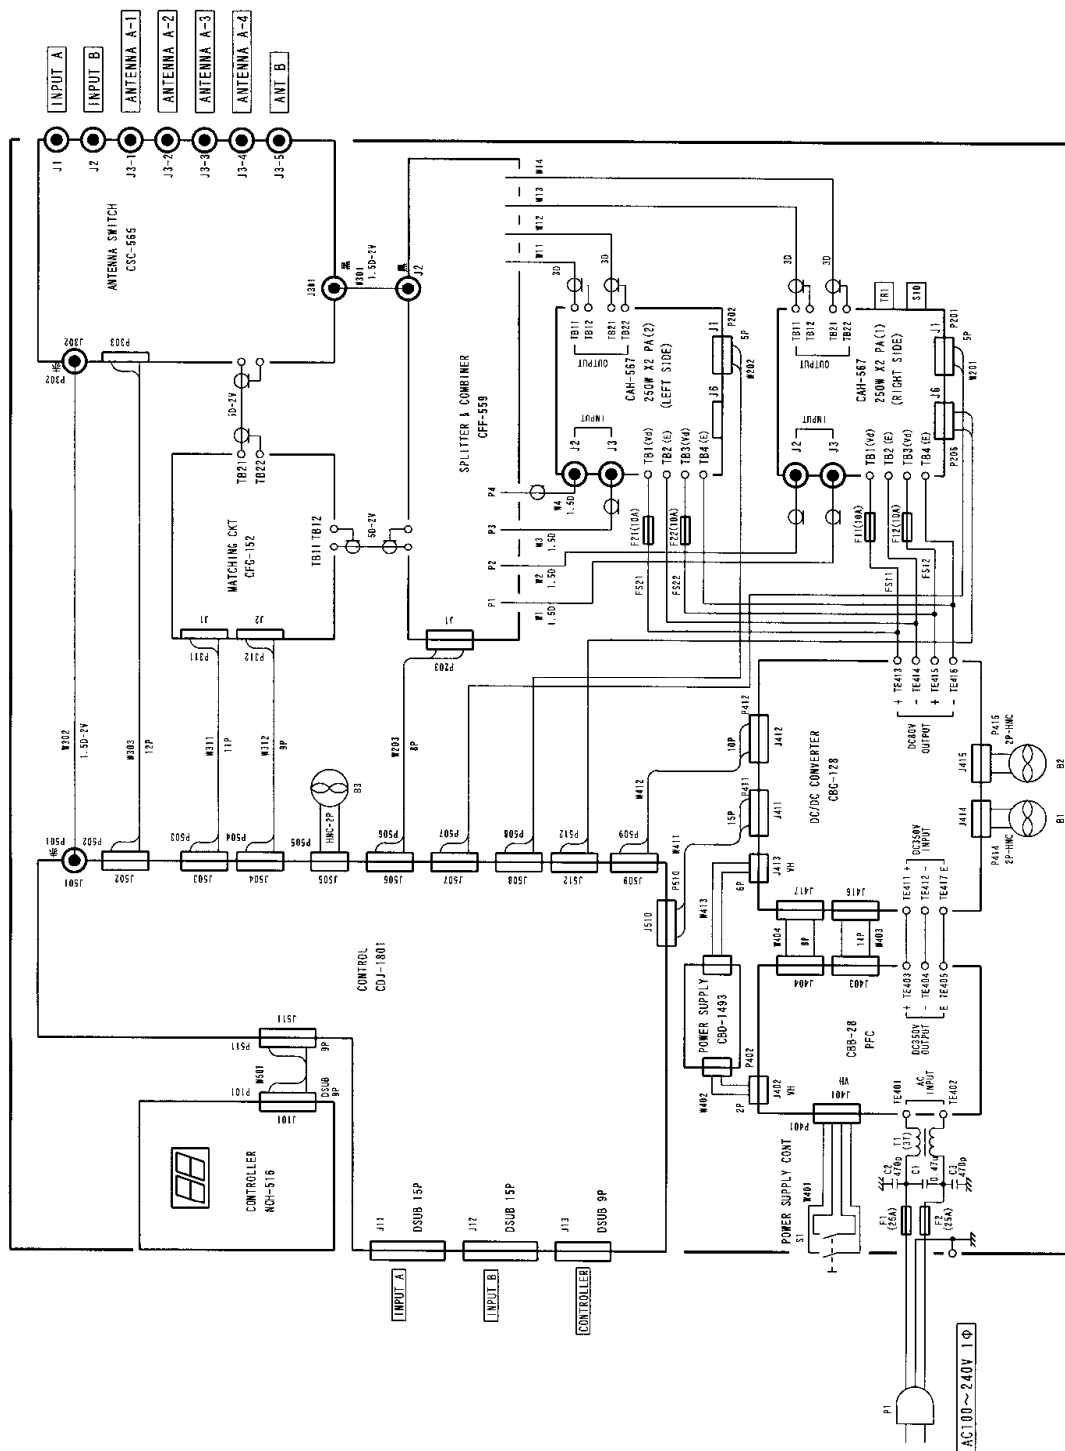 INPUT A
INPUT B
ANTENNA A-1
ANTENNA A-2
ANTENNA A-3
ANTENNA A-4
ANT B
J1
J2
J3-1
J3-2
J3-3
J3-4
J3-5
ANTENNA SWITCH
CSC-565
J302
P302
赤
P303
J301
黒
W301
1.5D-2V
黒
J2
5D-2V
TB21
TB22
MATCHING CKT
CFG-152
TB11 TB12
5D-2V
J1
J2
P311
P312
SPLITTER & COMBINER
CFF-559
P1
P2
P3
P4
W11
W12
W13
W14
J1
P203
W1
1.5D
W2
1.5D
W3
1.5D
W4
1.5D
3D
3D
TB11
TB12
TB21
TB22
OUTPUT
CAH-567
250W X2 PA(2)
(LEFT SIDE)
INPUT
J2
J3
TB1(Vd)
TB2(E)
TB3(Vd)
TB4(E)
J6
J1
P202
5P
W202
F21(10A)
F22(10A)
FS21
FS22
3D
3D
TB11
TB12
TB21
TB22
OUTPUT
TR1
S10
CAH-567
250W X2 PA(1)
(RIGHT SIDE)
INPUT
J2
J3
TB1(Vd)
TB2(E)
TB3(Vd)
TB4(E)
J6
J1
P206
P201
5P
W201
F11(10A)
F12(10A)
FS11
FS12
W302
1.5D-2V
W303
12P
W311
11P
W312
9P
HNC-2P
B3
W203
8P
W412
赤
P501
J501
P502
J502
P503
J503
P504
J504
P505
J505
P506
J506
P507
J507
P508
J508
P512
J512
P509
J509
P510
J510
W411
CONTROL
CDJ-1801
J511
P511
9P
W501
P101
DSUB
9P
J101
CONTROLLER
NCH-516
J11
DSUB 15P
J12
DSUB 15P
J13
DSUB 9P
INPUT A
INPUT B
CONTROLLER
10P
P412
J412
15P
P411
J411
6P
J413
VH
W413
DC/DC CONVERTER
CBG-128
+ TE413
- TE414
+ TE415
- TE416
DC80V
OUTPUT
J415
P415
2P-HNC
B2
J414
P414
2P-HNC
B1
DC350V
INPUT
TE411 +
TE412 -
TE417 E
J417
J416
W404
8P
14P
W403
J404
J403
+ TE403
- TE404
E TE405
DC350V
OUTPUT
POWER SUPPLY
CBD-1493
W402
P402
2P
J402
VH
CBB-28
PFC
VH
J401
P401
AC
INPUT
TE401
TE402
POWER SUPPLY CONT
W401
S1
T1
(3T)
C2
470p
C1
0.47u
C3
470p
F1
(25A)
F2
(25A)
P1
AC100～240V 1Φ